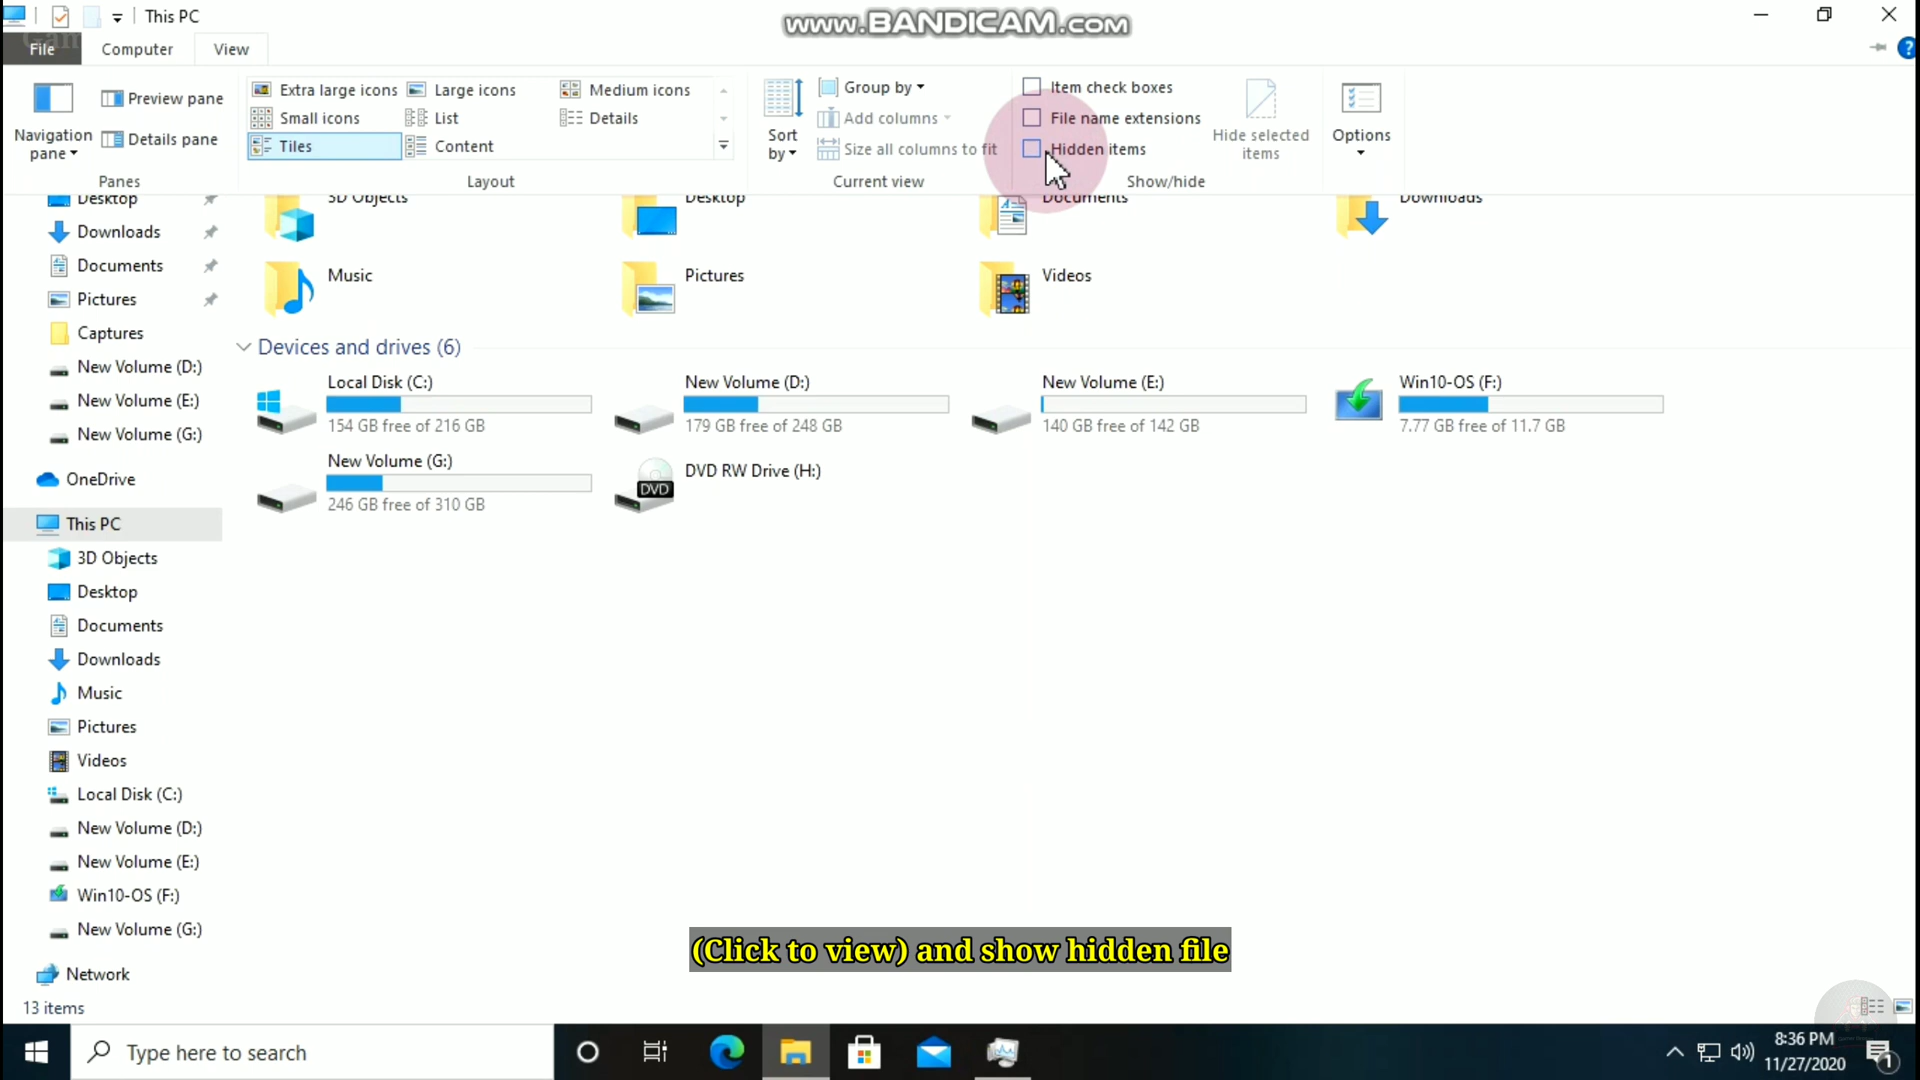 This PC
www.BANDICAM.com
File
Computer
View
?
Navigation
pane
Preview pane
Details pane
Panes
Extra large icons
Large icons
Medium icons
Small icons
List
Details
Tiles
Content
Layout
Sort
by
Group by
Add columns
Size all columns to fit
Current view
Item check boxes
File name extensions
Hidden items
Show/hide
Hide selected
items
Options
Desktop
Downloads
Documents
Pictures
Captures
New Volume (D:)
New Volume (E:)
New Volume (G:)
OneDrive
This PC
3D Objects
Desktop
Documents
Downloads
Music
Pictures
Videos
Local Disk (C:)
New Volume (D:)
New Volume (E:)
Win10-OS (F:)
New Volume (G:)
Network
3D Objects
Desktop
Documents
Downloads
Music
Pictures
Videos
Devices and drives (6)
Local Disk (C:)
154 GB free of 216 GB
New Volume (D:)
179 GB free of 248 GB
New Volume (E:)
140 GB free of 142 GB
Win10-OS (F:)
7.77 GB free of 11.7 GB
New Volume (G:)
246 GB free of 310 GB
DVD RW Drive (H:)
DVD
(Click to view) and show hidden file
13 items
Type here to search
8:36 PM
11/27/2020
1